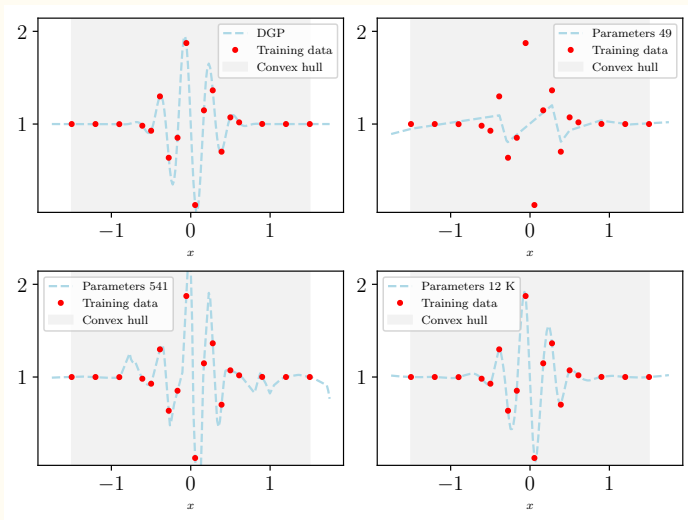 DGP
Training data
Convex hull
2
1
−1 0 1
x
Parameters 49
Training data
Convex hull
2
1
−1 0 1
x
Parameters 541
Training data
Convex hull
2
1
−1 0 1
x
Parameters 12 K
Training data
Convex hull
2
1
−1 0 1
x